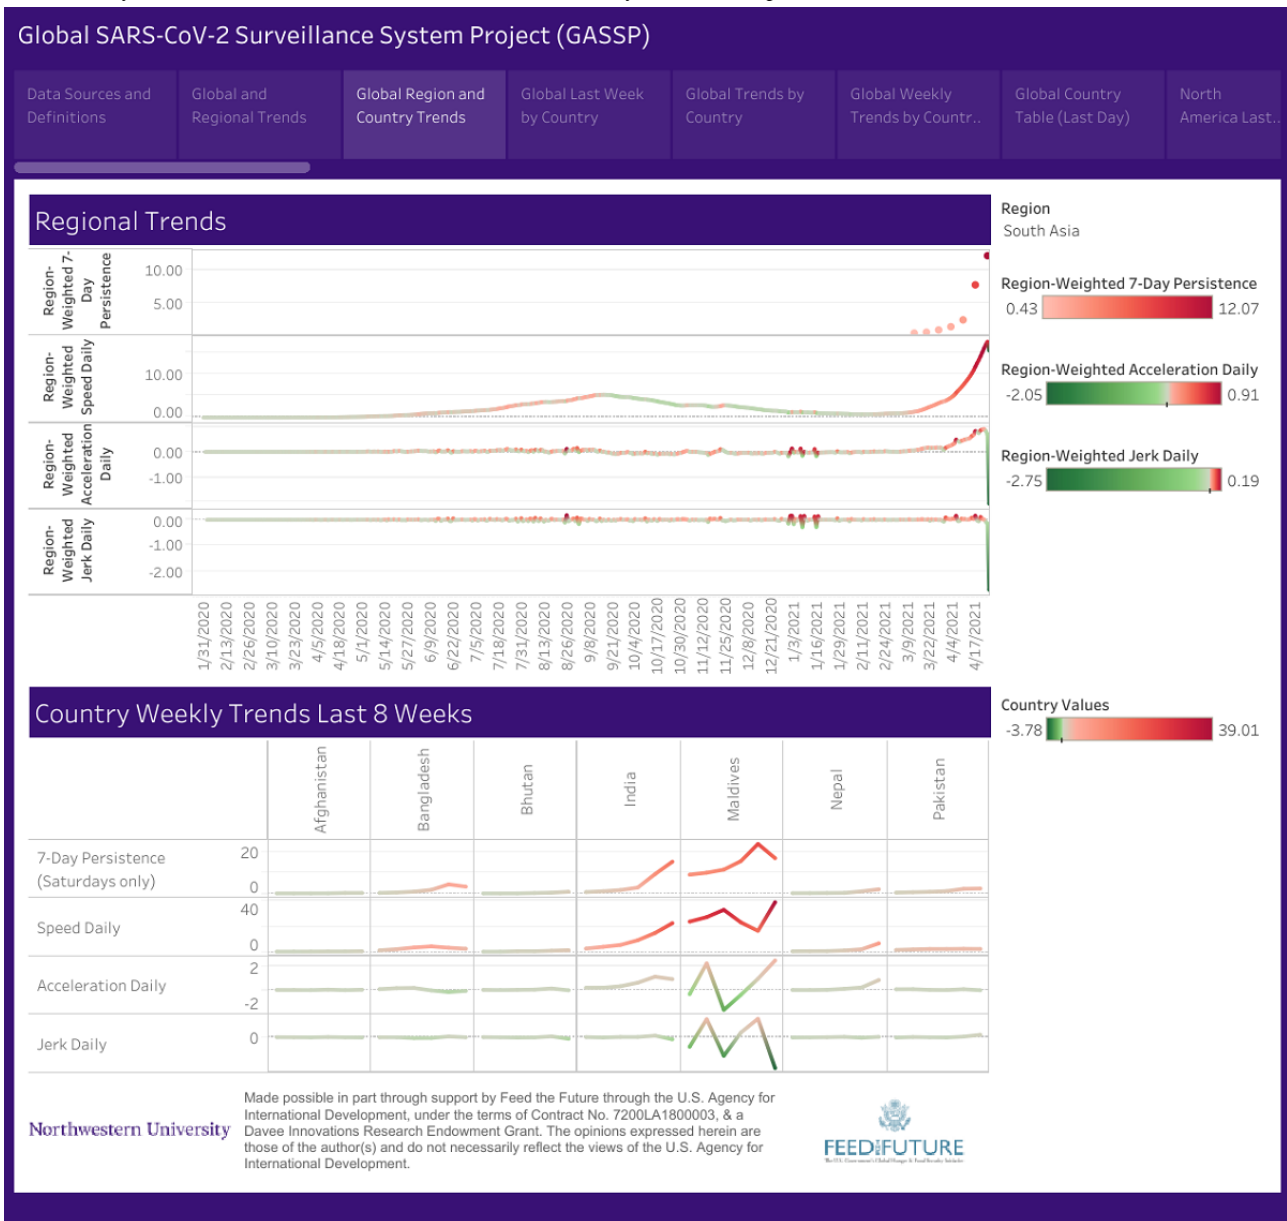 Global SARS-CoV-2 Surveillance System Project (GASSP)
Data Sources and
Definitions
Global and
Regional Trends
Global Region and
Country Trends
Global Last Week
by Country
Global Trends by
Country
Global Weekly
Trends by Countr..
Global Country
Table (Last Day)
North
America Last..
Regional Trends
Region-
Weighted 7-
Day
Persistence
10.00
5.00
Region-
Weighted
Speed Daily
10.00
0.00
Region-
Weighted
Acceleration
Daily
0.00
-1.00
Region-
Weighted
Jerk Daily
0.00
-1.00
-2.00
1/31/2020
2/13/2020
2/26/2020
3/10/2020
3/23/2020
4/5/2020
4/18/2020
5/1/2020
5/14/2020
5/27/2020
6/9/2020
6/22/2020
7/5/2020
7/18/2020
7/31/2020
8/13/2020
8/26/2020
9/8/2020
9/21/2020
10/4/2020
10/17/2020
10/30/2020
11/12/2020
11/25/2020
12/8/2020
12/21/2020
1/3/2021
1/16/2021
1/29/2021
2/11/2021
2/24/2021
3/9/2021
3/22/2021
4/4/2021
4/17/2021
Region
South Asia
Region-Weighted 7-Day Persistence
0.43 12.07
Region-Weighted Acceleration Daily
-2.05 0.91
Region-Weighted Jerk Daily
-2.75 0.19
Country Weekly Trends Last 8 Weeks
Country Values
-3.78 39.01
Afghanistan
Bangladesh
Bhutan
India
Maldives
Nepal
Pakistan
7-Day Persistence
(Saturdays only)
20
0
Speed Daily
40
0
Acceleration Daily
2
-2
Jerk Daily
0
Northwestern University
Made possible in part through support by Feed the Future through the U.S. Agency for
International Development, under the terms of Contract No. 7200LA1800003, & a
Davee Innovations Research Endowment Grant. The opinions expressed herein are
those of the author(s) and do not necessarily reflect the views of the U.S. Agency for
International Development.
FEED THE FUTURE
The U.S. Government's Global Hunger & Food Security Initiative